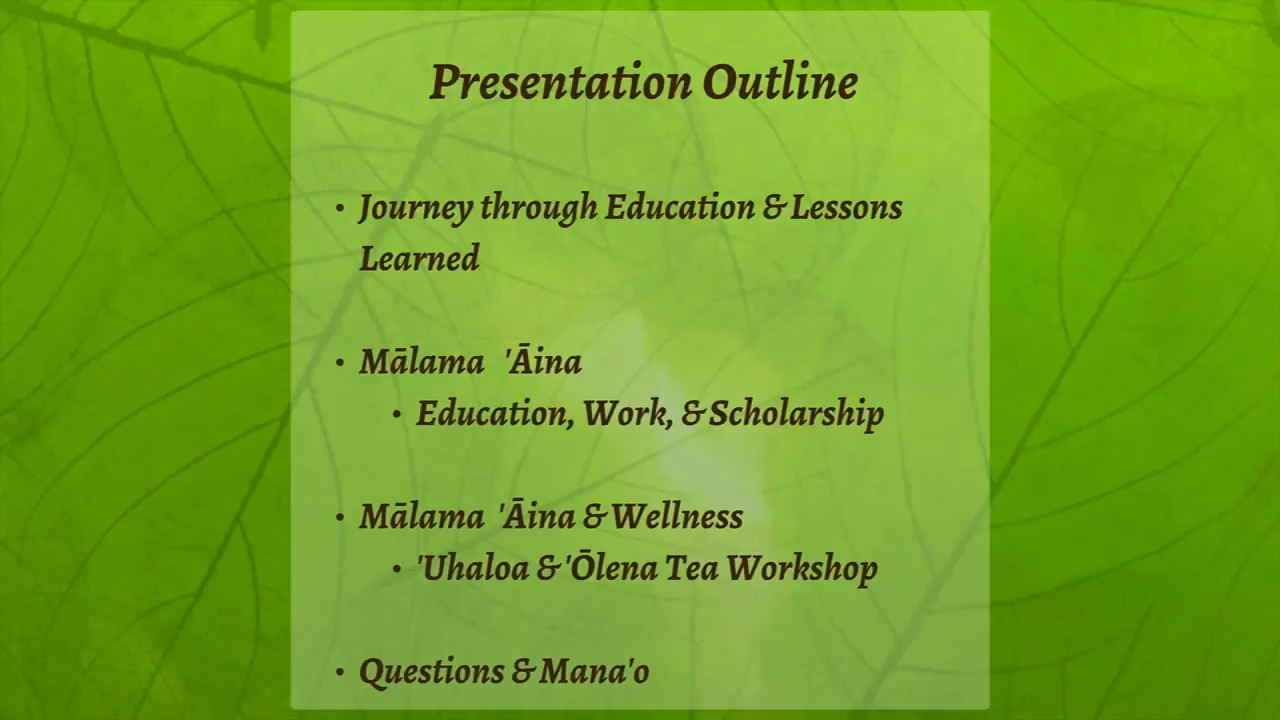 Presentation Outline
• Journey through Education & Lessons
Learned
• Mālama 'Āina
• Education, Work, & Scholarship
• Mālama 'Āina & Wellness
• 'Uhaloa & 'Ōlena Tea Workshop
• Questions & Mana'o